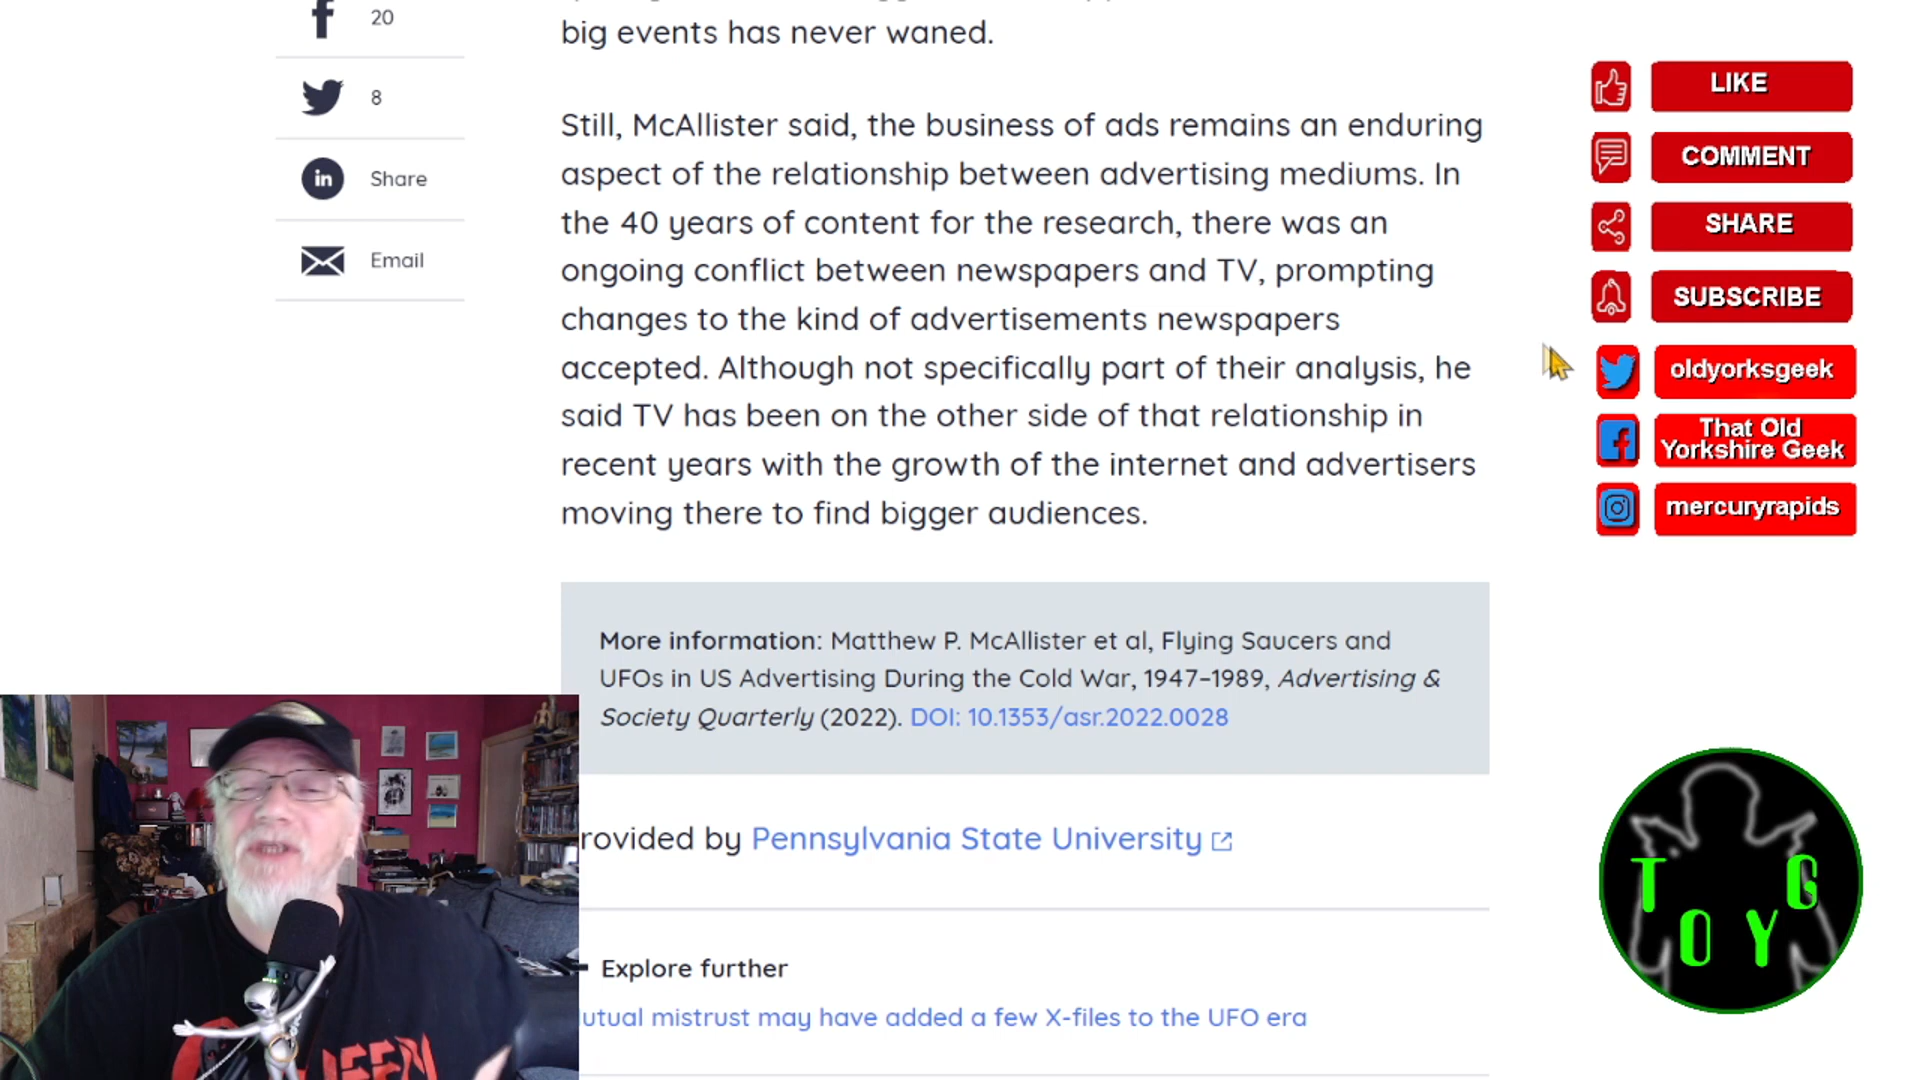 20
8
Share
Email
big events has never waned.
Still, McAllister said, the business of ads remains an enduring
aspect of the relationship between advertising mediums. In
the 40 years of content for the research, there was an
ongoing conflict between newspapers and TV, prompting
changes to the kind of advertisements newspapers
accepted. Although not specifically part of their analysis, he
said TV has been on the other side of that relationship in
recent years with the growth of the internet and advertisers
moving there to find bigger audiences.
More information: Matthew P. McAllister et al, Flying Saucers and
UFOs in US Advertising During the Cold War, 1947–1989, Advertising &
Society Quarterly (2022). DOI: 10.1353/asr.2022.0028
rovided by Pennsylvania State University
Explore further
utual mistrust may have added a few X-files to the UFO era
LIKE
COMMENT
SHARE
SUBSCRIBE
oldyorksgeek
That Old
Yorkshire Geek
mercuryrapids
T O Y G